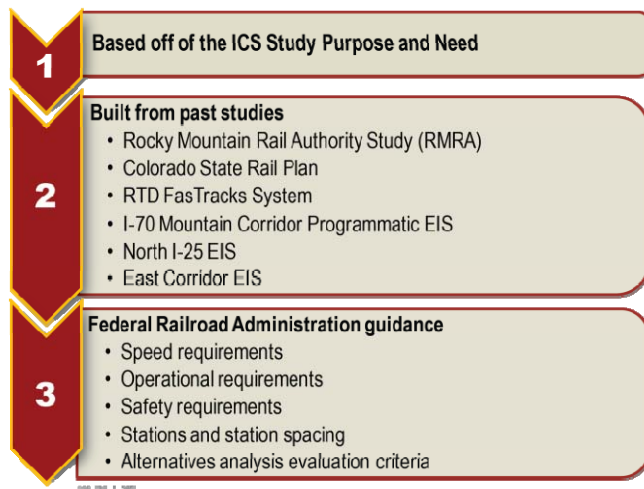 1
Based off of the ICS Study Purpose and Need
2
Built from past studies
• Rocky Mountain Rail Authority Study (RMRA)
• Colorado State Rail Plan
• RTD FasTracks System
• I-70 Mountain Corridor Programmatic EIS
• North I-25 EIS
• East Corridor EIS
3
Federal Railroad Administration guidance
• Speed requirements
• Operational requirements
• Safety requirements
• Stations and station spacing
• Alternatives analysis evaluation criteria